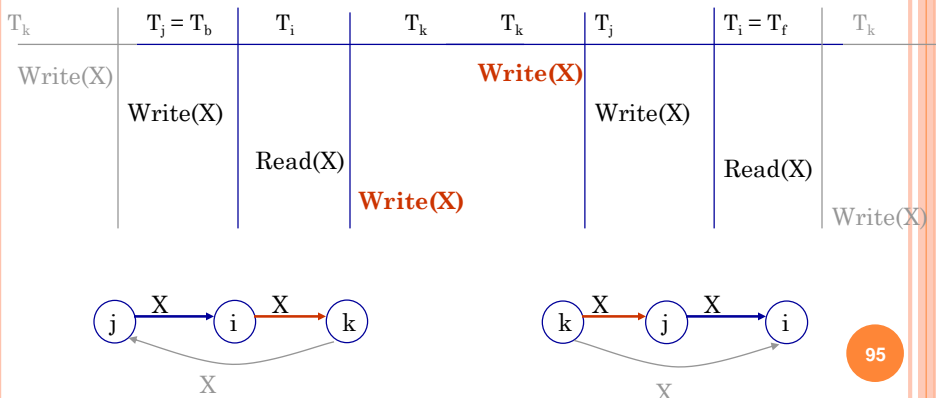 Tk Tj = Tb Ti Tk Tk Tj Ti = Tf Tk
Write(X) Write(X)
Write(X) Write(X)
Read(X) Read(X)
Write(X)
Write(X)
X X X X
j i k k j i
95
X X